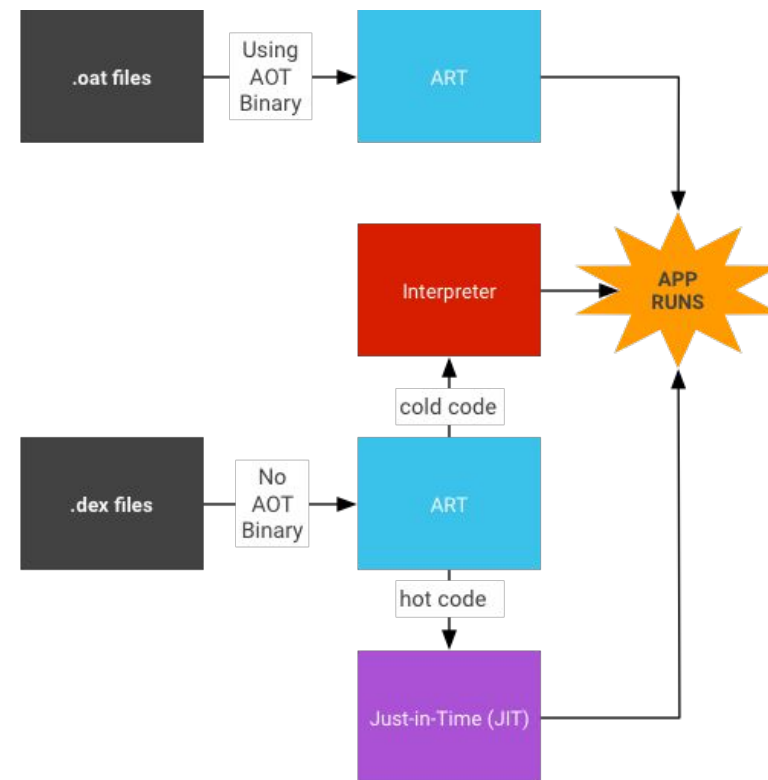 .oat files
Using
AOT
Binary
ART
Interpreter
APP
RUNS
cold code
.dex files
No
AOT
Binary
ART
hot code
Just-in-Time (JIT)